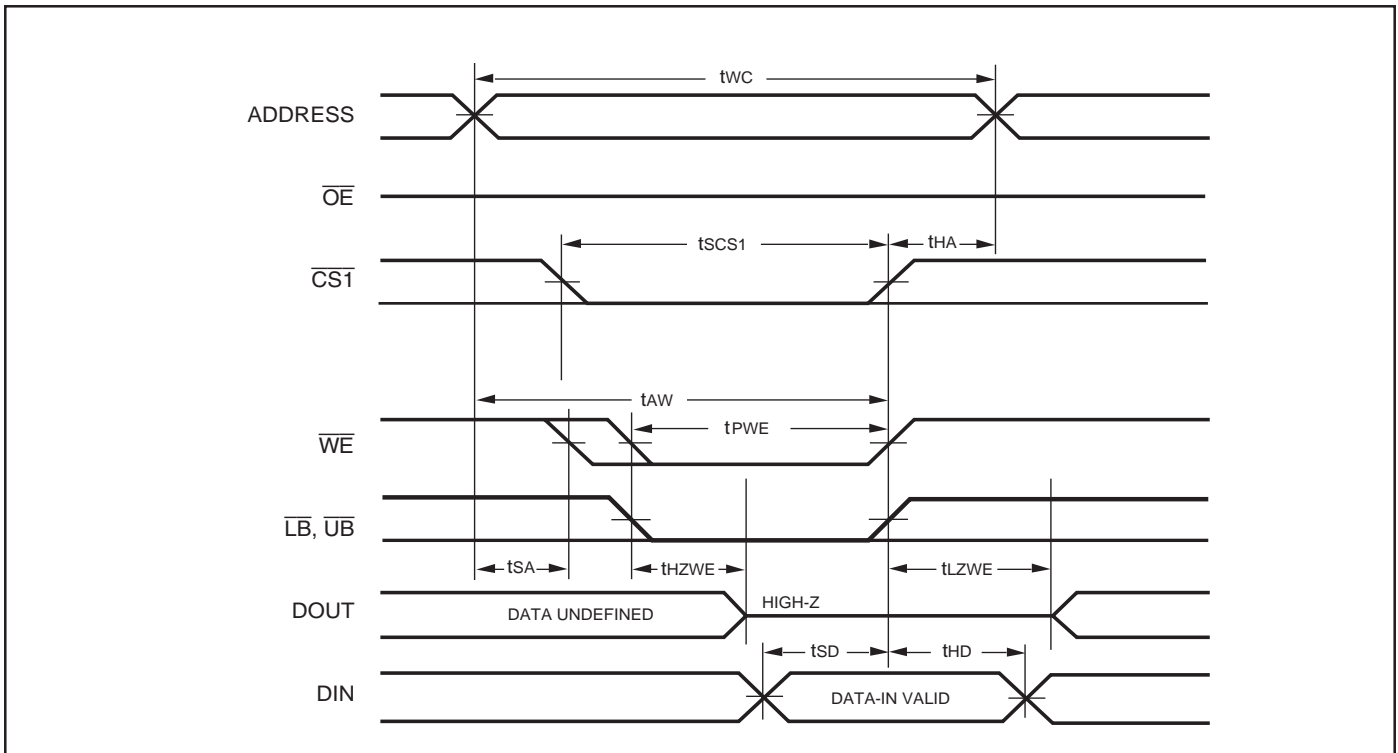 tWC
ADDRESS
OE
tSCS1
tHA
CS1
tAW
tPWE
WE
LB, UB
tSA
tHZWE
tLZWE
DOUT
DATA UNDEFINED
HIGH-Z
tSD
tHD
DIN
DATA-IN VALID